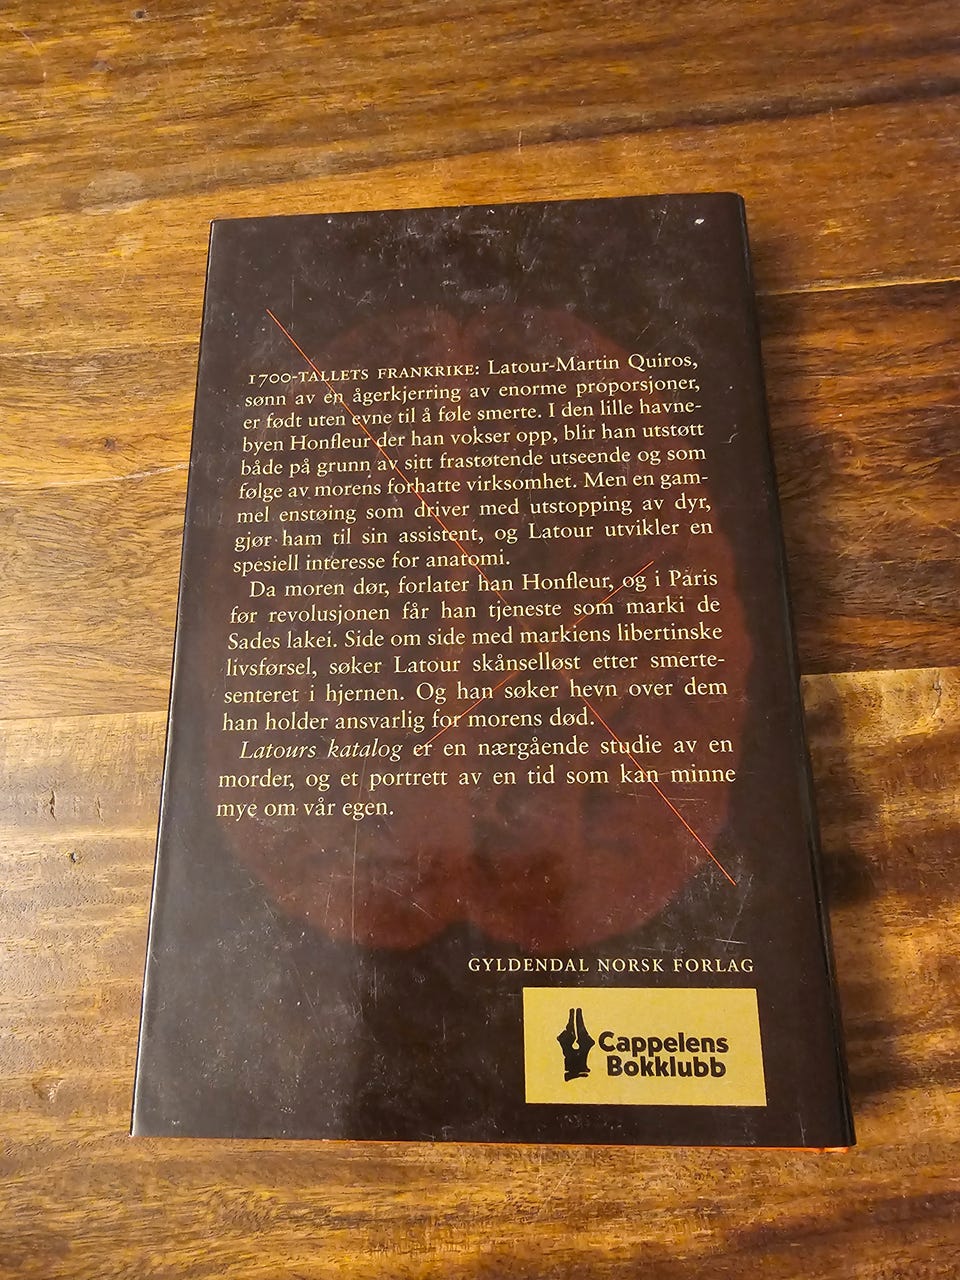 1700-TALLETS FRANKRIKE: Latour-Martin Quiros,
sønn av en ågerkjerring av enorme proporsjoner,
er født uten evne til å føle smerte. I den lille havne-
byen Honfleur der han vokser opp, blir han utstøtt
både på grunn av sitt frastøtende utseende og som
følge av morens forhatte virksomhet. Men en gam-
mel enstøing som driver med utstopping av dyr,
gjør ham til sin assistent, og Latour utvikler en
spesiell interesse for anatomi.
Da moren dør, forlater han Honfleur, og i Paris
før revolusjonen får han tjeneste som marki de
Sades lakei. Side om side med markiens libertinske
livsførsel, søker Latour skånselløst etter smerte-
senteret i hjernen. Og han søker hevn over dem
han holder ansvarlig for morens død.
Latours katalog er en nærgående studie av en
morder, og et portrett av en tid som kan minne
mye om vår egen.
GYLDENDAL NORSK FORLAG
Cappelens
Bokklubb